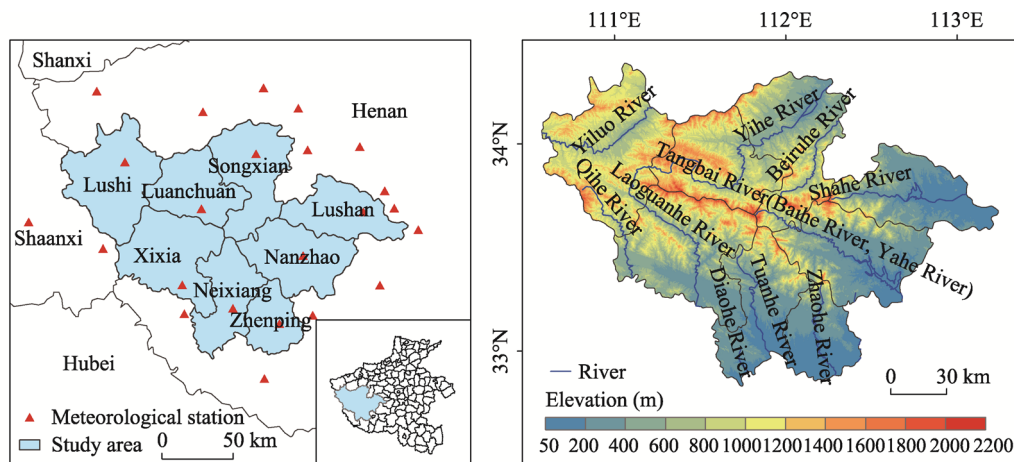 Shanxi
Henan
Songxian
Lushi
Luanchuan
Lushan
Shaanxi
Xixia
Nanzhao
Neixiang
Zhenping
Hubei
Meteorological station
Study area
0 50 km
111°E 112°E 113°E
34°N
33°N
Yiluo River
Yihe River
Beiruhe River
Qihe River
Laoguanhe River
Tangbai River (Baihe River, Yahe River)
Shahe River
Diaohe River
Tuanhe River
Zhaohe River
River
0 30 km
Elevation (m)
50 200 400 600 800 1000 1200 1400 1600 1800 2000 2200